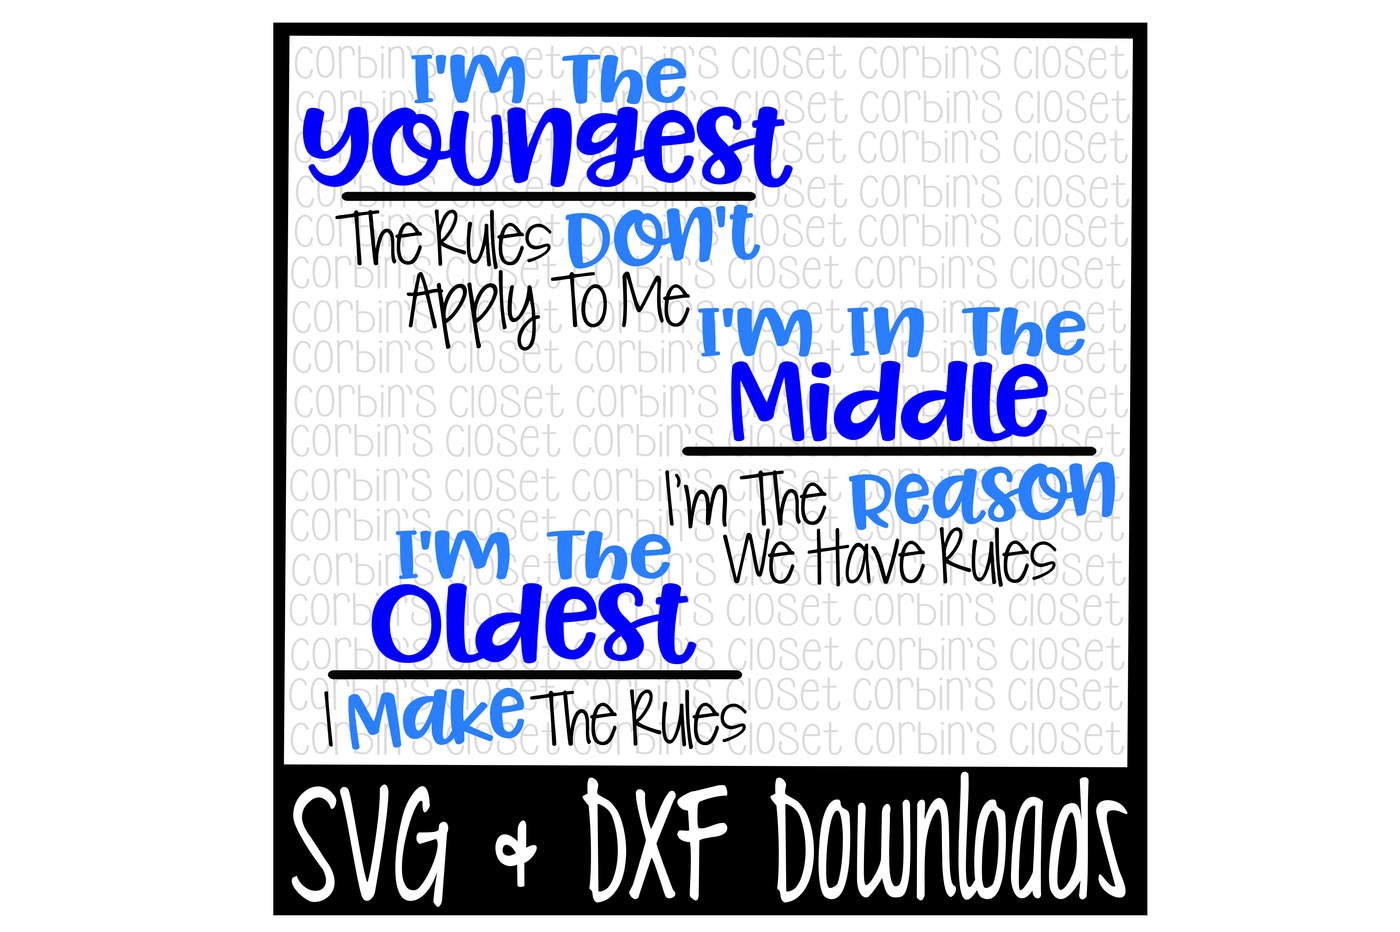 I'm The
Youngest
The Rules Don't
Apply To Me
I'm In The
Middle
I'm The Reason
We Have Rules
I'm The
Oldest
I Make The Rules
SVG & DXF Downloads
corbin's closet